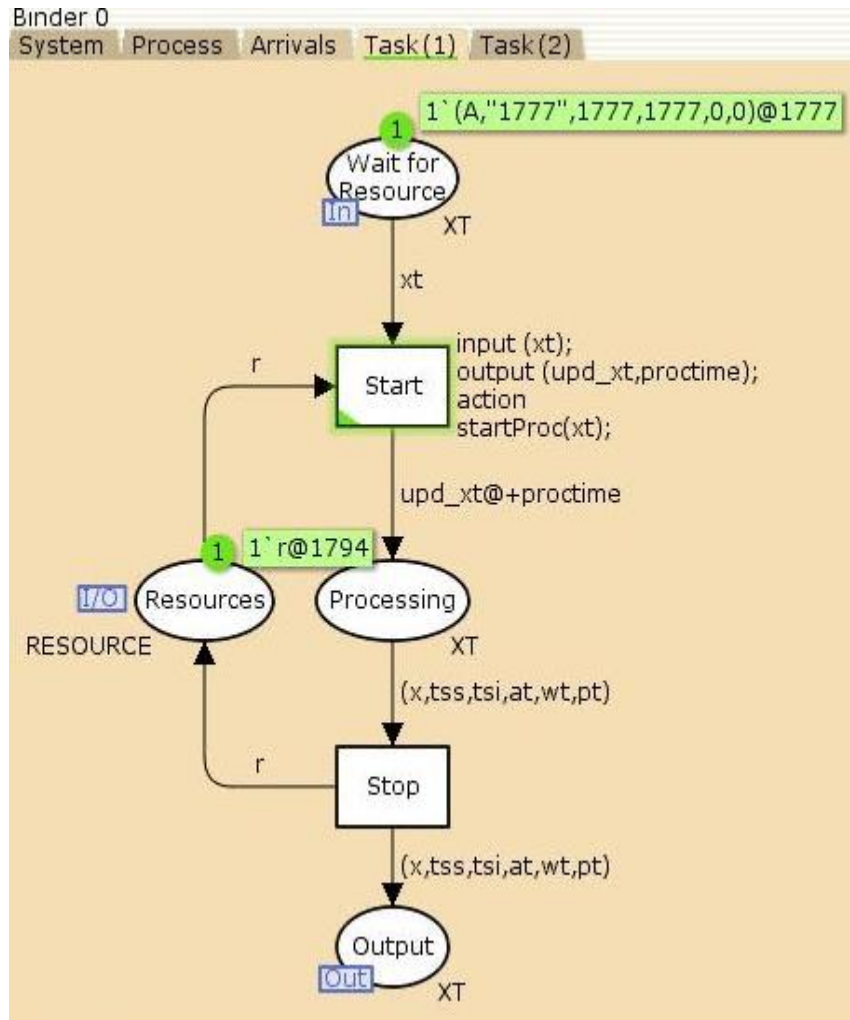 Binder 0
System Process Arrivals Task(1) Task(2)
1
1`(A,"1777",1777,1777,0,0)@1777
Wait for
Resource
In
XT
xt
r
Start
input (xt);
output (upd_xt,proctime);
action
startProc(xt);
upd_xt@+proctime
1
1`r@1794
I/O
Resources
Processing
RESOURCE
XT
(x,tss,tsi,at,wt,pt)
r
Stop
(x,tss,tsi,at,wt,pt)
Output
Out
XT